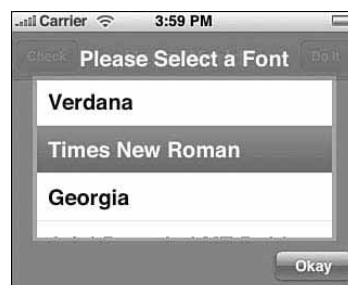 Carrier 3:59 PM
Check Please Select a Font Do It
Verdana
Times New Roman
Georgia
Okay